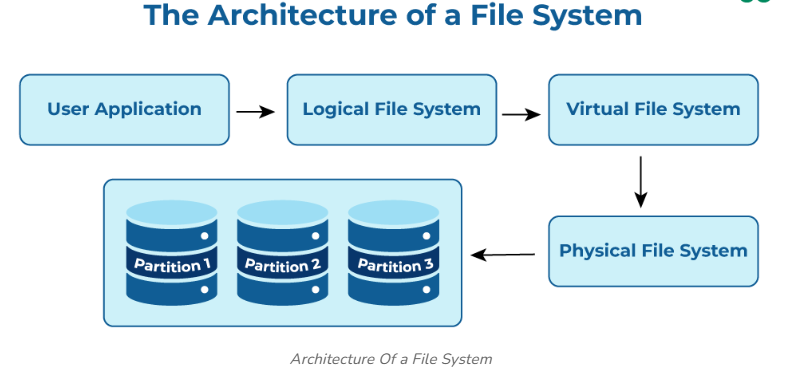 The Architecture of a File System
User Application
Logical File System
Virtual File System
Physical File System
Partition 1
Partition 2
Partition 3
Architecture Of a File System